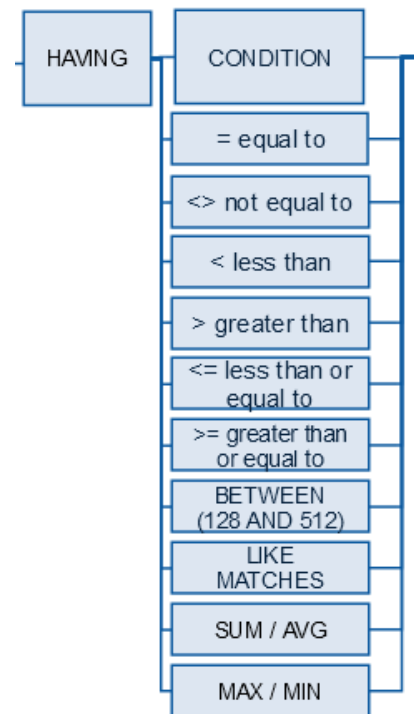 HAVING
CONDITION
= equal to
<> not equal to
< less than
> greater than
<= less than or
equal to
>= greater than
or equal to
BETWEEN
(128 AND 512)
LIKE
MATCHES
SUM / AVG
MAX / MIN